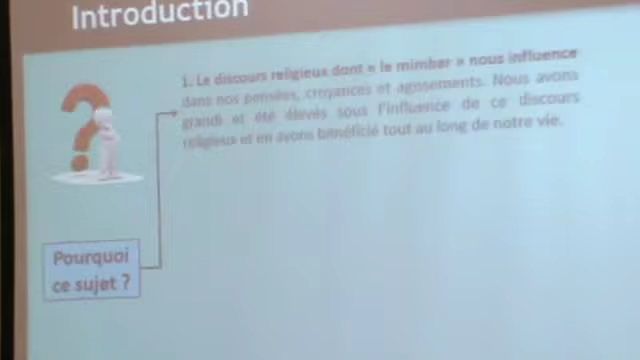 Introduction
1. Le discours religieux dont « le mimber » nous influence
dans nos pensées, croyances et agissements. Nous avons
grandi et été élevés sous l'influence de ce discours
religieux et en avons bénéficié tout au long de notre vie.
Pourquoi
ce sujet ?